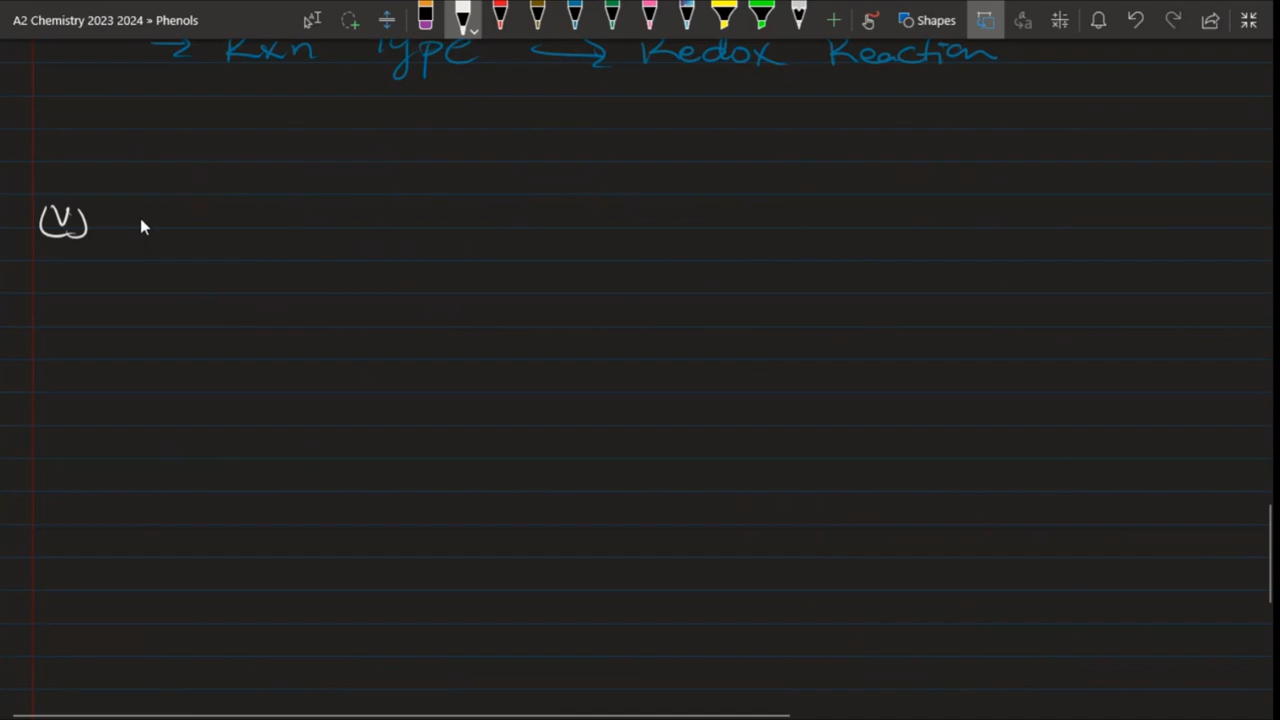 A2 Chemistry 2023 2024 » Phenols Shapes
→ Rxn Type → Redox Reaction
(V)